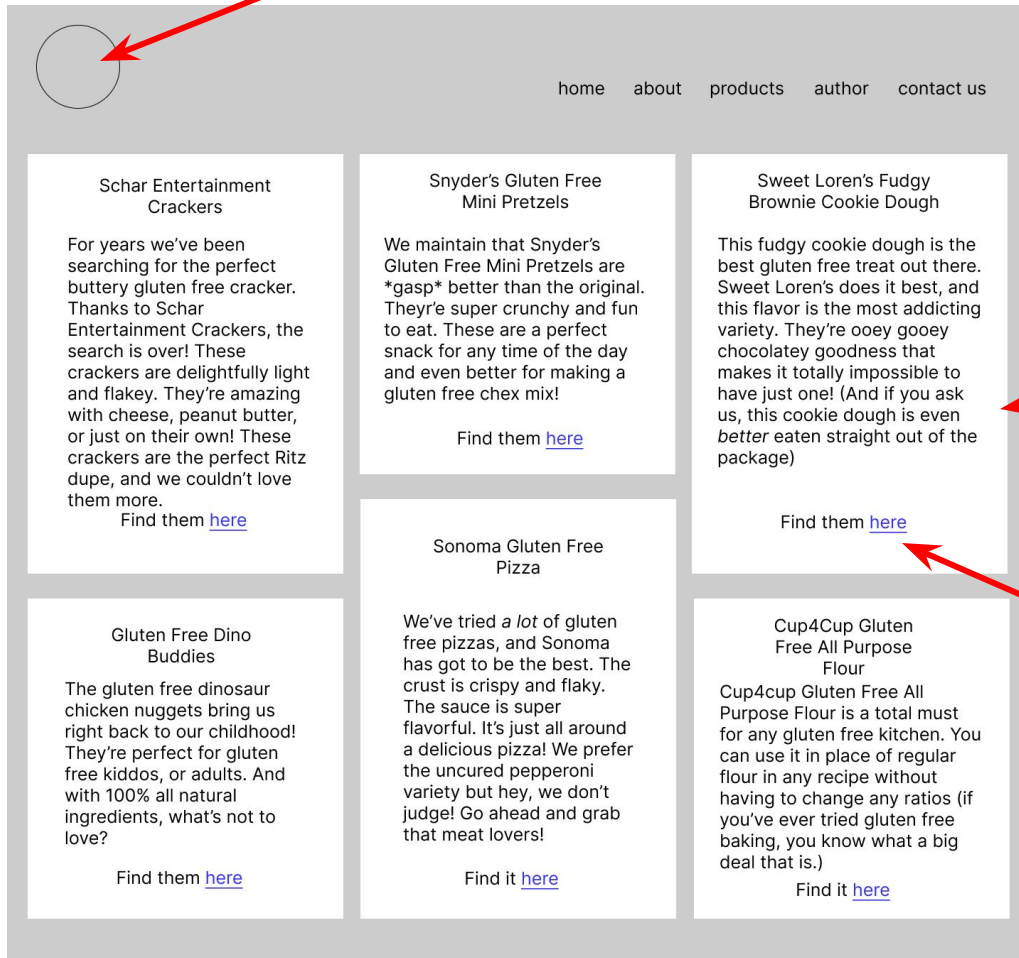 home about products author contact us
Schar Entertainment
Crackers
For years we’ve been
searching for the perfect
buttery gluten free cracker.
Thanks to Schar
Entertainment Crackers, the
search is over! These
crackers are delightfully light
and flakey. They’re amazing
with cheese, peanut butter,
or just on their own! These
crackers are the perfect Ritz
dupe, and we couldn’t love
them more.
Find them here
Snyder’s Gluten Free
Mini Pretzels
We maintain that Snyder’s
Gluten Free Mini Pretzels are
*gasp* better than the original.
Theyr’e super crunchy and fun
to eat. These are a perfect
snack for any time of the day
and even better for making a
gluten free chex mix!
Find them here
Sweet Loren’s Fudgy
Brownie Cookie Dough
This fudgy cookie dough is the
best gluten free treat out there.
Sweet Loren’s does it best, and
this flavor is the most addicting
variety. They’re ooey gooey
chocolatey goodness that
makes it totally impossible to
have just one! (And if you ask
us, this cookie dough is even
better eaten straight out of the
package)
Find them here
Gluten Free Dino
Buddies
The gluten free dinosaur
chicken nuggets bring us
right back to our childhood!
They’re perfect for gluten
free kiddos, or adults. And
with 100% all natural
ingredients, what’s not to
love?
Find them here
Sonoma Gluten Free
Pizza
We’ve tried a lot of gluten
free pizzas, and Sonoma
has got to be the best. The
crust is crispy and flaky.
The sauce is super
flavorful. It’s just all around
a delicious pizza! We prefer
the uncured pepperoni
variety but hey, we don’t
judge! Go ahead and grab
that meat lovers!
Find it here
Cup4Cup Gluten
Free All Purpose
Flour
Cup4cup Gluten Free All
Purpose Flour is a total must
for any gluten free kitchen. You
can use it in place of regular
flour in any recipe without
having to change any ratios (if
you’ve ever tried gluten free
baking, you know what a big
deal that is.)
Find it here